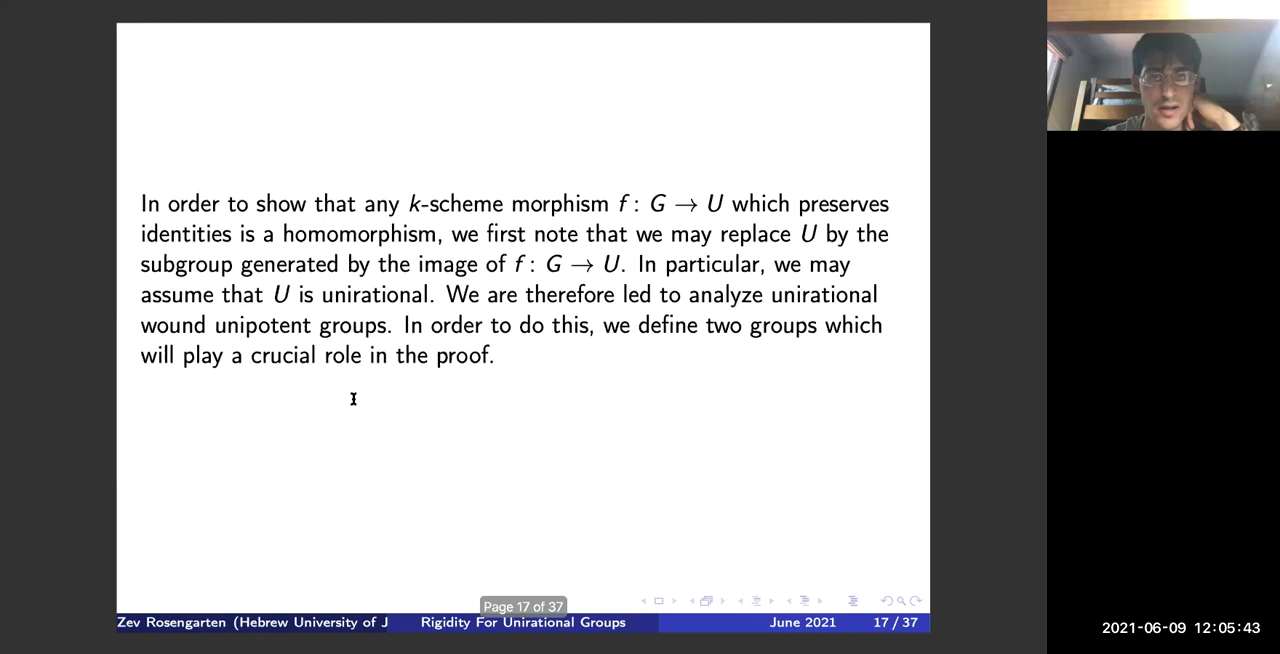 In order to show that any k-scheme morphism f : G → U which preserves
identities is a homomorphism, we first note that we may replace U by the
subgroup generated by the image of f : G → U. In particular, we may
assume that U is unirational. We are therefore led to analyze unirational
wound unipotent groups. In order to do this, we define two groups which
will play a crucial role in the proof.
Page 17 of 37
Zev Rosengarten (Hebrew University of J
Rigidity For Unirational Groups
June 2021
17 / 37
2021-06-09 12:05:43